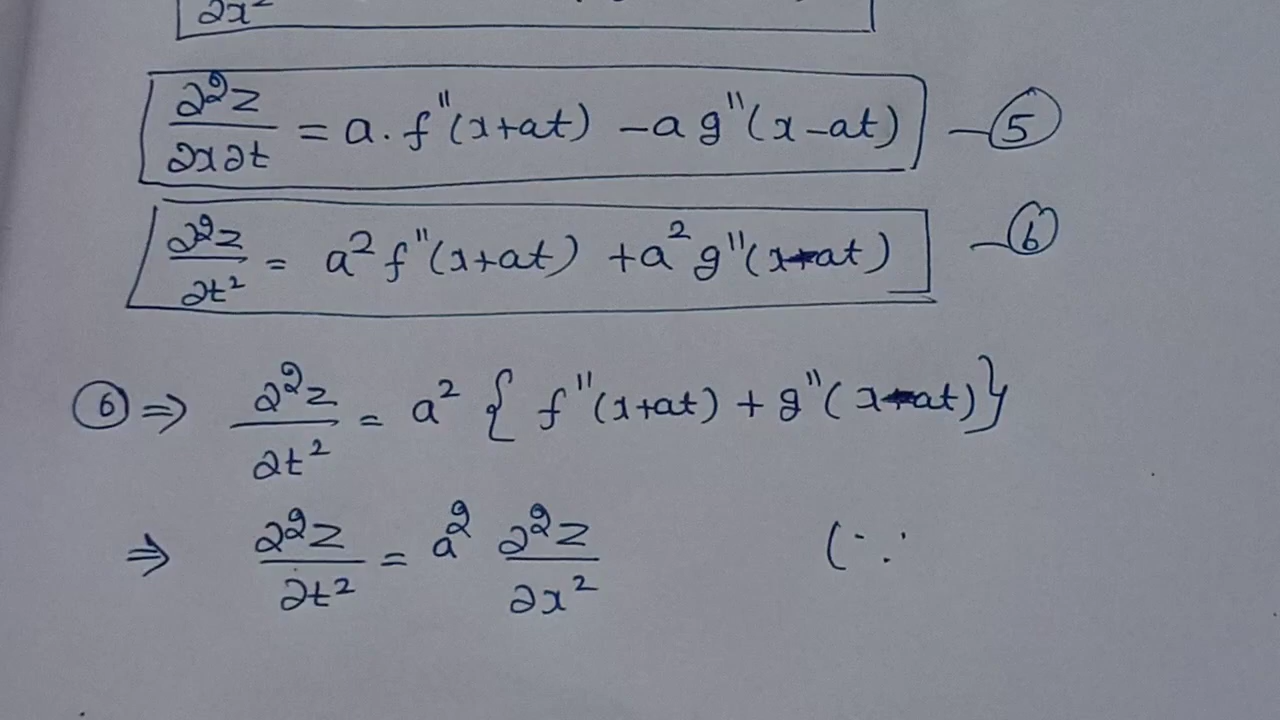 ∂x²
∂²z/∂x∂t = a. f''(x+at) - a g''(x-at) - ⑤
∂²z/∂t² = a² f''(x+at) + a² g''(x-at) - ⑥
⑥ ⇒ ∂²z/∂t² = a² { f''(x+at) + g''(x-at)}
⇒ ∂²z/∂t² = a² ∂²z/∂x² (∵